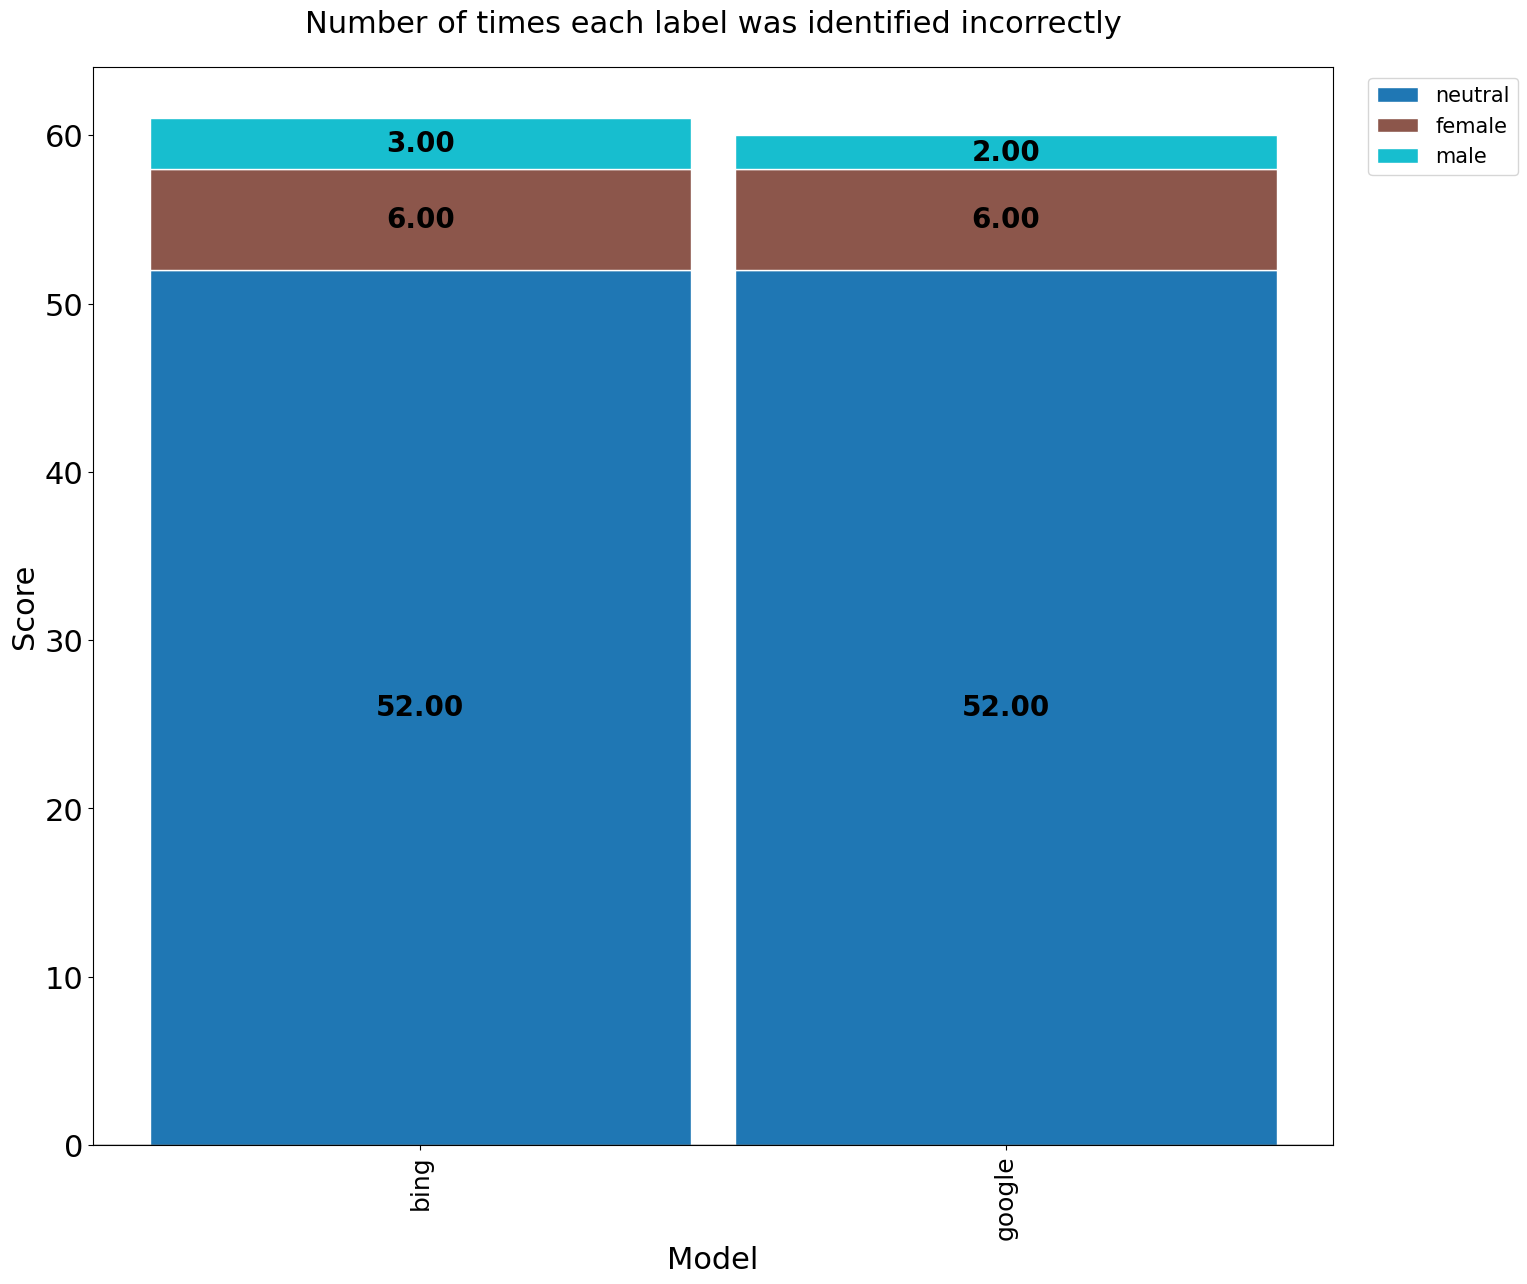 Number of times each label was identified incorrectly
neutral
female
male
60
50
40
30
20
10
0
Score
3.00
2.00
6.00
6.00
52.00
52.00
bing
google
Model